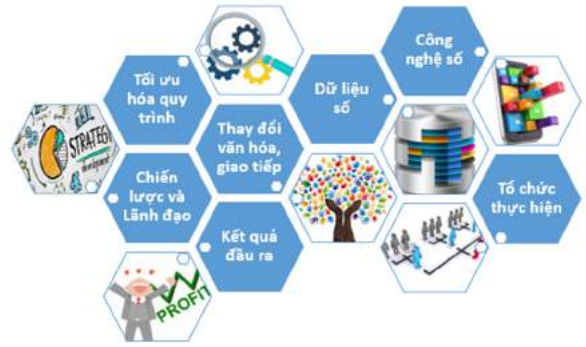 Công
nghệ số
Tối ưu
hóa quy
trình
Dữ liệu
số
Thay đổi
văn hóa,
giao tiếp
STRATEGY
development
Chiến
lược và
Lãnh đạo
Tổ chức
thực hiện
Kết quả
đầu ra
PROFIT